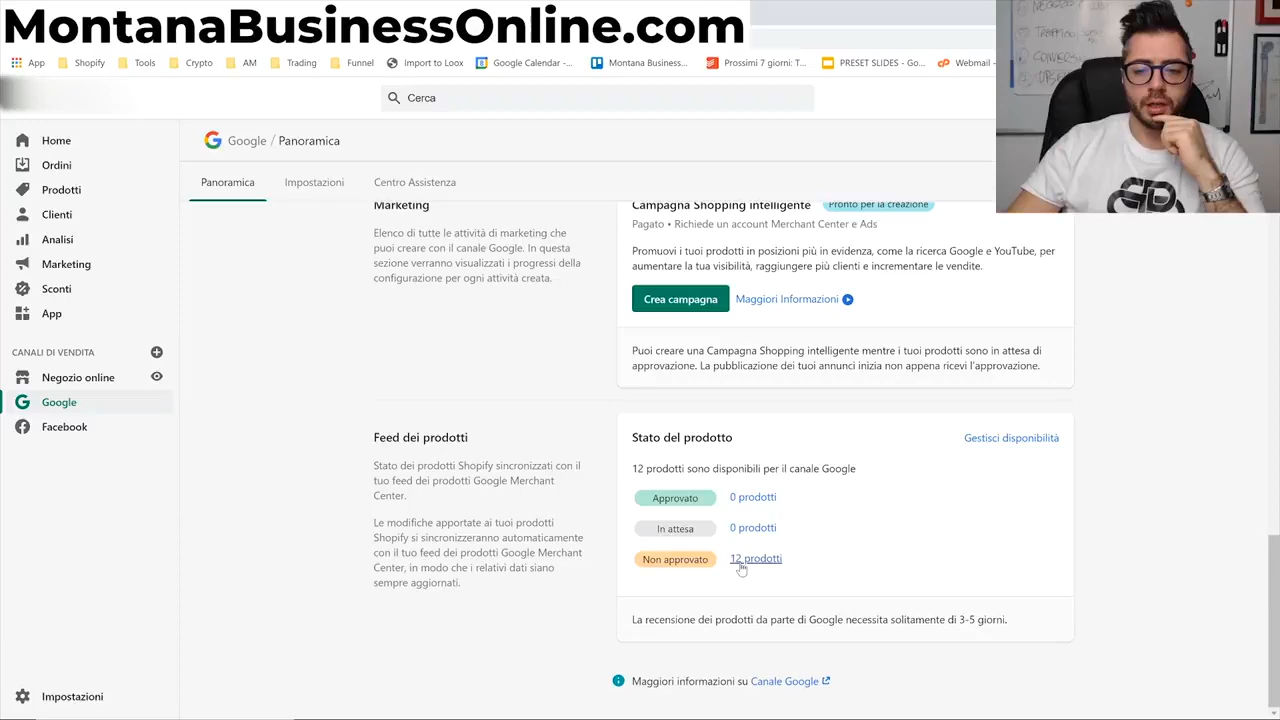 MontanaBusinessOnline.com
App Shopify Tools Crypto AM Trading Funnel Import to Loox Google Calendar -... Montana Business... Prossimi 7 giorni: T... PRESET SLIDES - Go... Webmail
Cerca
Home
Ordini
Prodotti
Clienti
Analisi
Marketing
Sconti
App
CANALI DI VENDITA
Negozio online
Google
Facebook
Impostazioni
Google / Panoramica
Panoramica Impostazioni Centro Assistenza
Marketing
Elenco di tutte le attività di marketing che
puoi creare con il canale Google. In questa
sezione verranno visualizzati i progressi della
configurazione per ogni attività creata.
Campagna Shopping intelligente Pronto per la creazione
Pagato • Richiede un account Merchant Center e Ads
Promuovi i tuoi prodotti in posizioni più in evidenza, come la ricerca Google e YouTube, per
aumentare la tua visibilità, raggiungere più clienti e incrementare le vendite.
Crea campagna Maggiori Informazioni
Puoi creare una Campagna Shopping intelligente mentre i tuoi prodotti sono in attesa di
approvazione. La pubblicazione dei tuoi annunci inizia non appena ricevi l'approvazione.
Feed dei prodotti
Stato dei prodotti Shopify sincronizzati con il
tuo feed dei prodotti Google Merchant
Center.
Le modifiche apportate ai tuoi prodotti
Shopify si sincronizzeranno automaticamente
con il tuo feed dei prodotti Google Merchant
Center, in modo che i relativi dati siano
sempre aggiornati.
Stato del prodotto Gestisci disponibilità
12 prodotti sono disponibili per il canale Google
Approvato 0 prodotti
In attesa 0 prodotti
Non approvato 12 prodotti
La recensione dei prodotti da parte di Google necessita solitamente di 3-5 giorni.
Maggiori informazioni su Canale Google